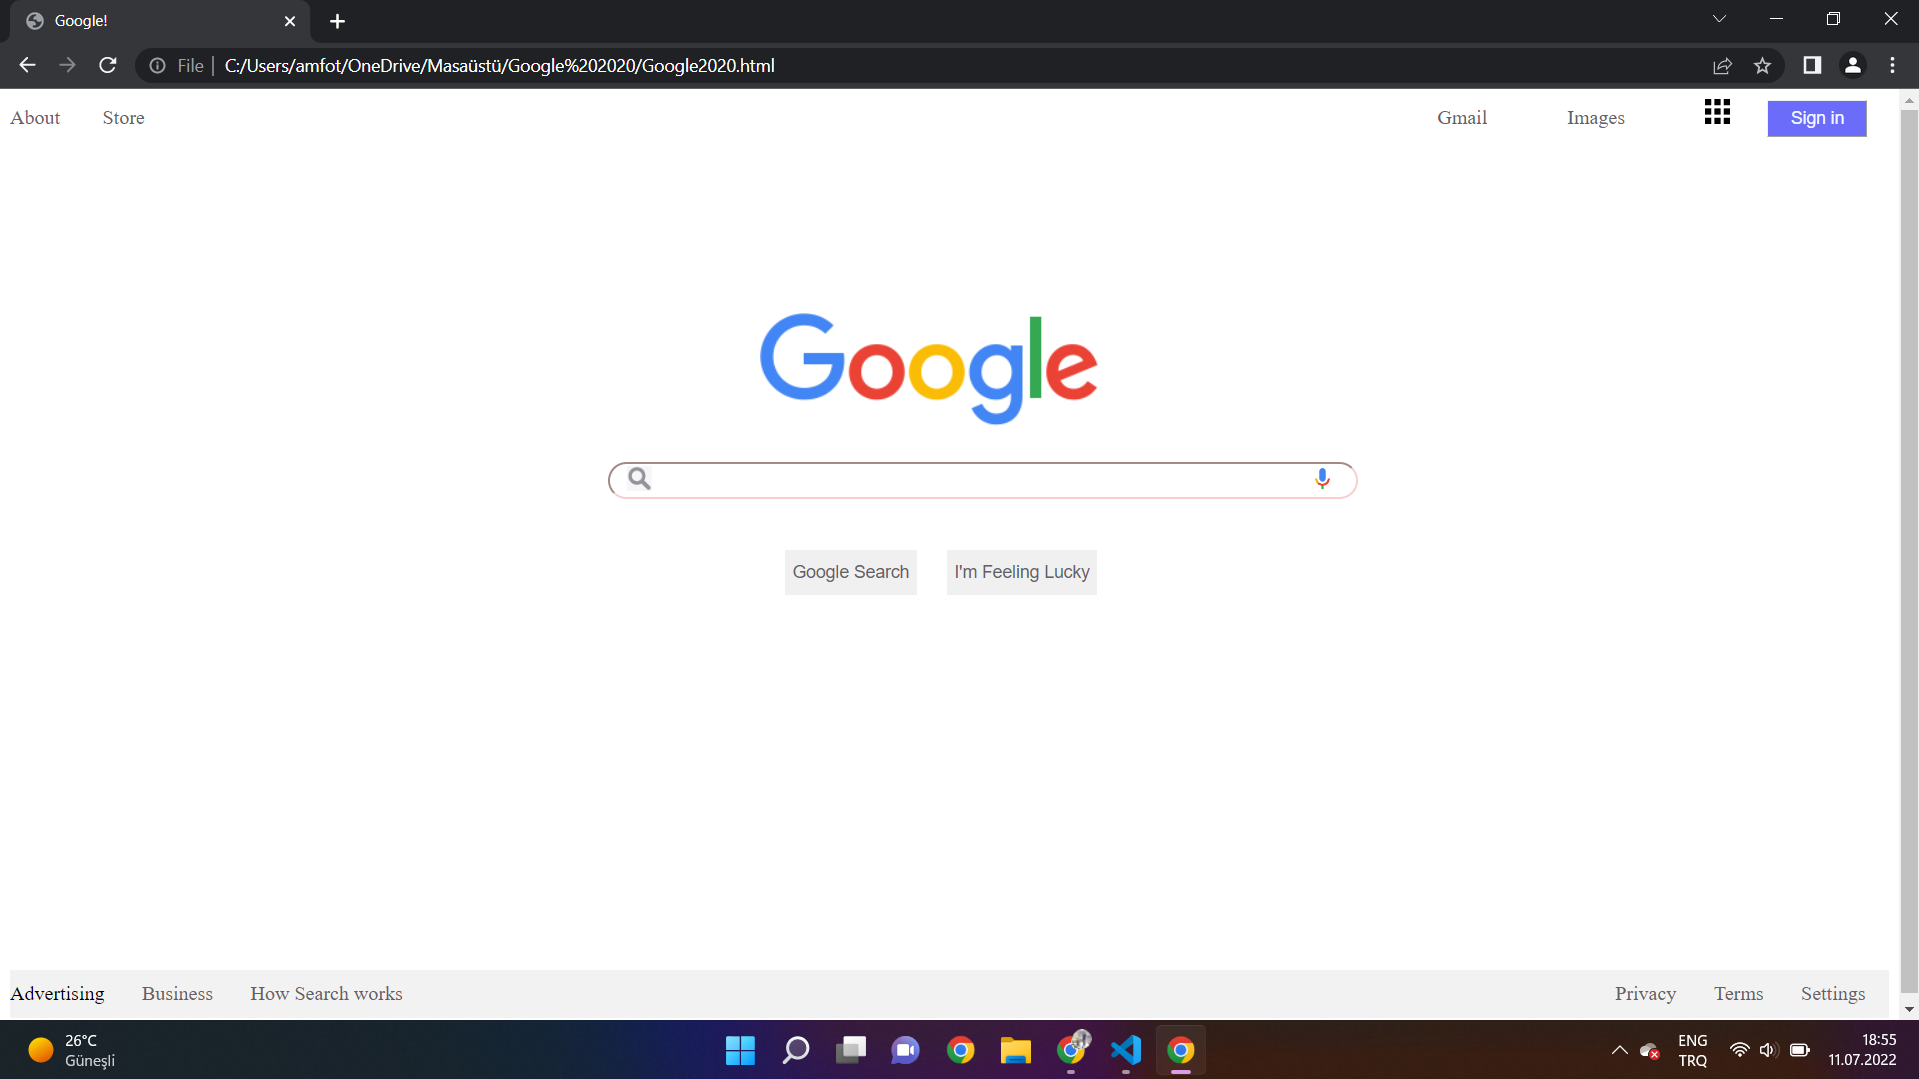 Google!
File C:/Users/amfot/OneDrive/Masaüstü/Google%202020/Google2020.html
About Store Gmail Images Sign in
Google
Google Search I'm Feeling Lucky
Advertising Business How Search works Privacy Terms Settings
26°C
Güneşli
ENG
TRQ
18:55
11.07.2022